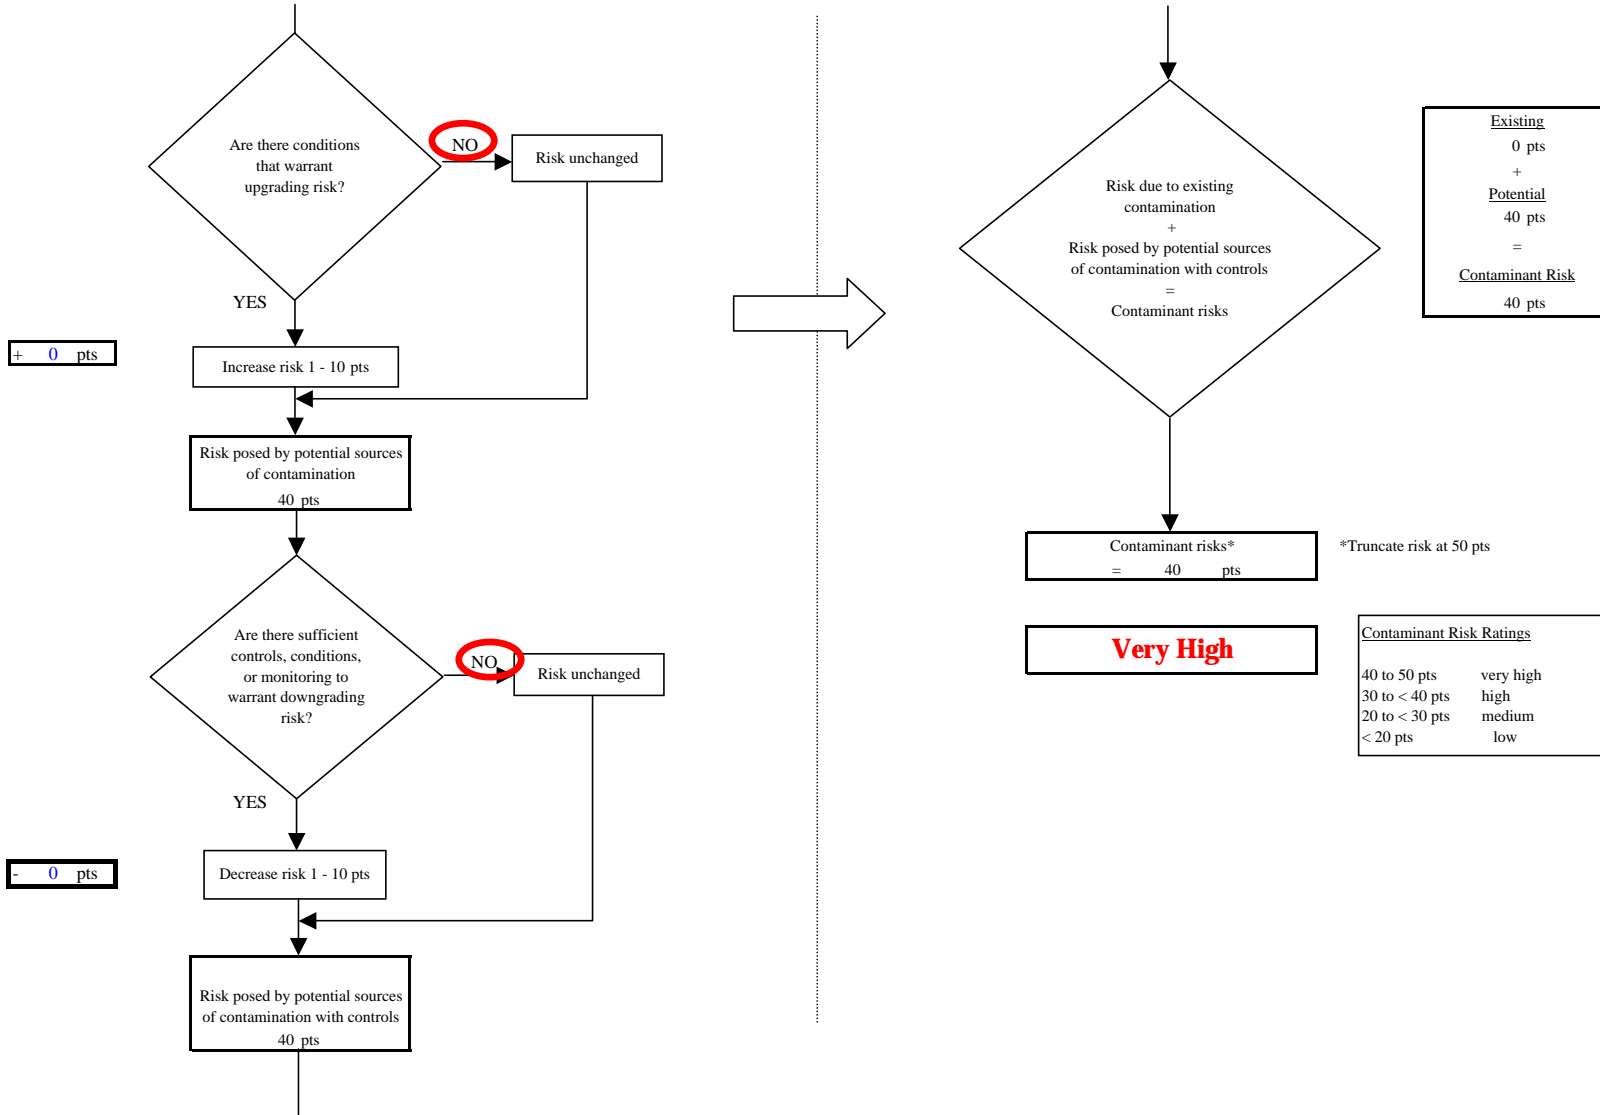 Are there conditions
that warrant
upgrading risk?
NO
Risk unchanged
YES
+ 0 pts
Increase risk 1 - 10 pts
Risk posed by potential sources
of contamination
40 pts
Are there sufficient
controls, conditions,
or monitoring to
warrant downgrading
risk?
NO
Risk unchanged
YES
- 0 pts
Decrease risk 1 - 10 pts
Risk posed by potential sources
of contamination with controls
40 pts
Risk due to existing
contamination
+
Risk posed by potential sources
of contamination with controls
=
Contaminant risks
Existing
0 pts
+
Potential
40 pts
=
Contaminant Risk
40 pts
Contaminant risks*
= 40 pts
*Truncate risk at 50 pts
Very High
Contaminant Risk Ratings
40 to 50 pts very high
30 to < 40 pts high
20 to < 30 pts medium
< 20 pts low